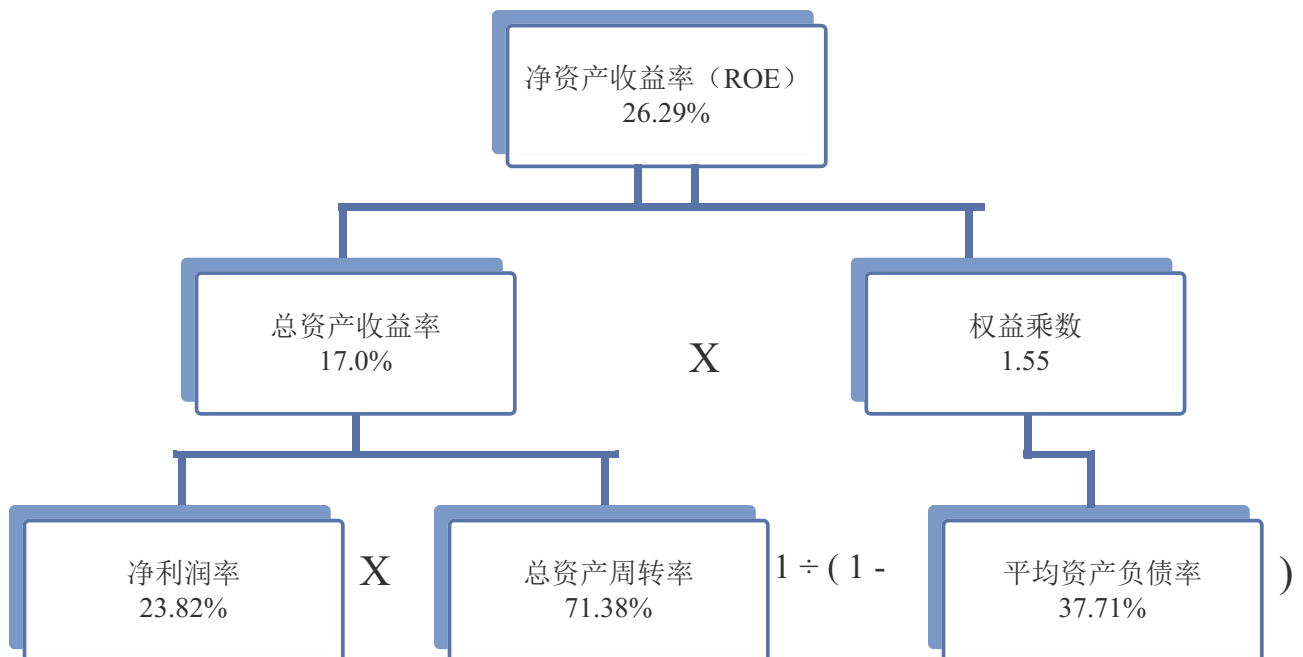 净资产收益率（ROE）
26.29%
总资产收益率
17.0%
X
权益乘数
1.55
净利润率
23.82%
X
总资产周转率
71.38%
1 ÷ ( 1 -
平均资产负债率
37.71%
)